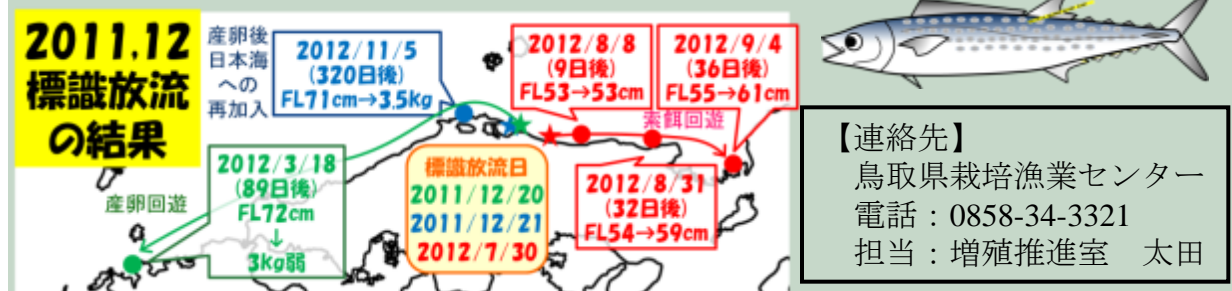 2011,12
標識放流
の結果
産卵後
日本海
への
再加入
2012/11/5
(320日後)
FL71cm→3.5kg
2012/8/8
(9日後)
FL53→53cm
2012/9/4
(36日後)
FL55→61cm
索餌回遊
2012/3/18
(89日後)
FL72cm
↓
3kg弱
産卵回遊
標識放流日
2011/12/20
2011/12/21
2012/7/30
2012/8/31
(32日後)
FL54→59cm
【連絡先】
鳥取県栽培漁業センター
電話：0858-34-3321
担当：増殖推進室 太田